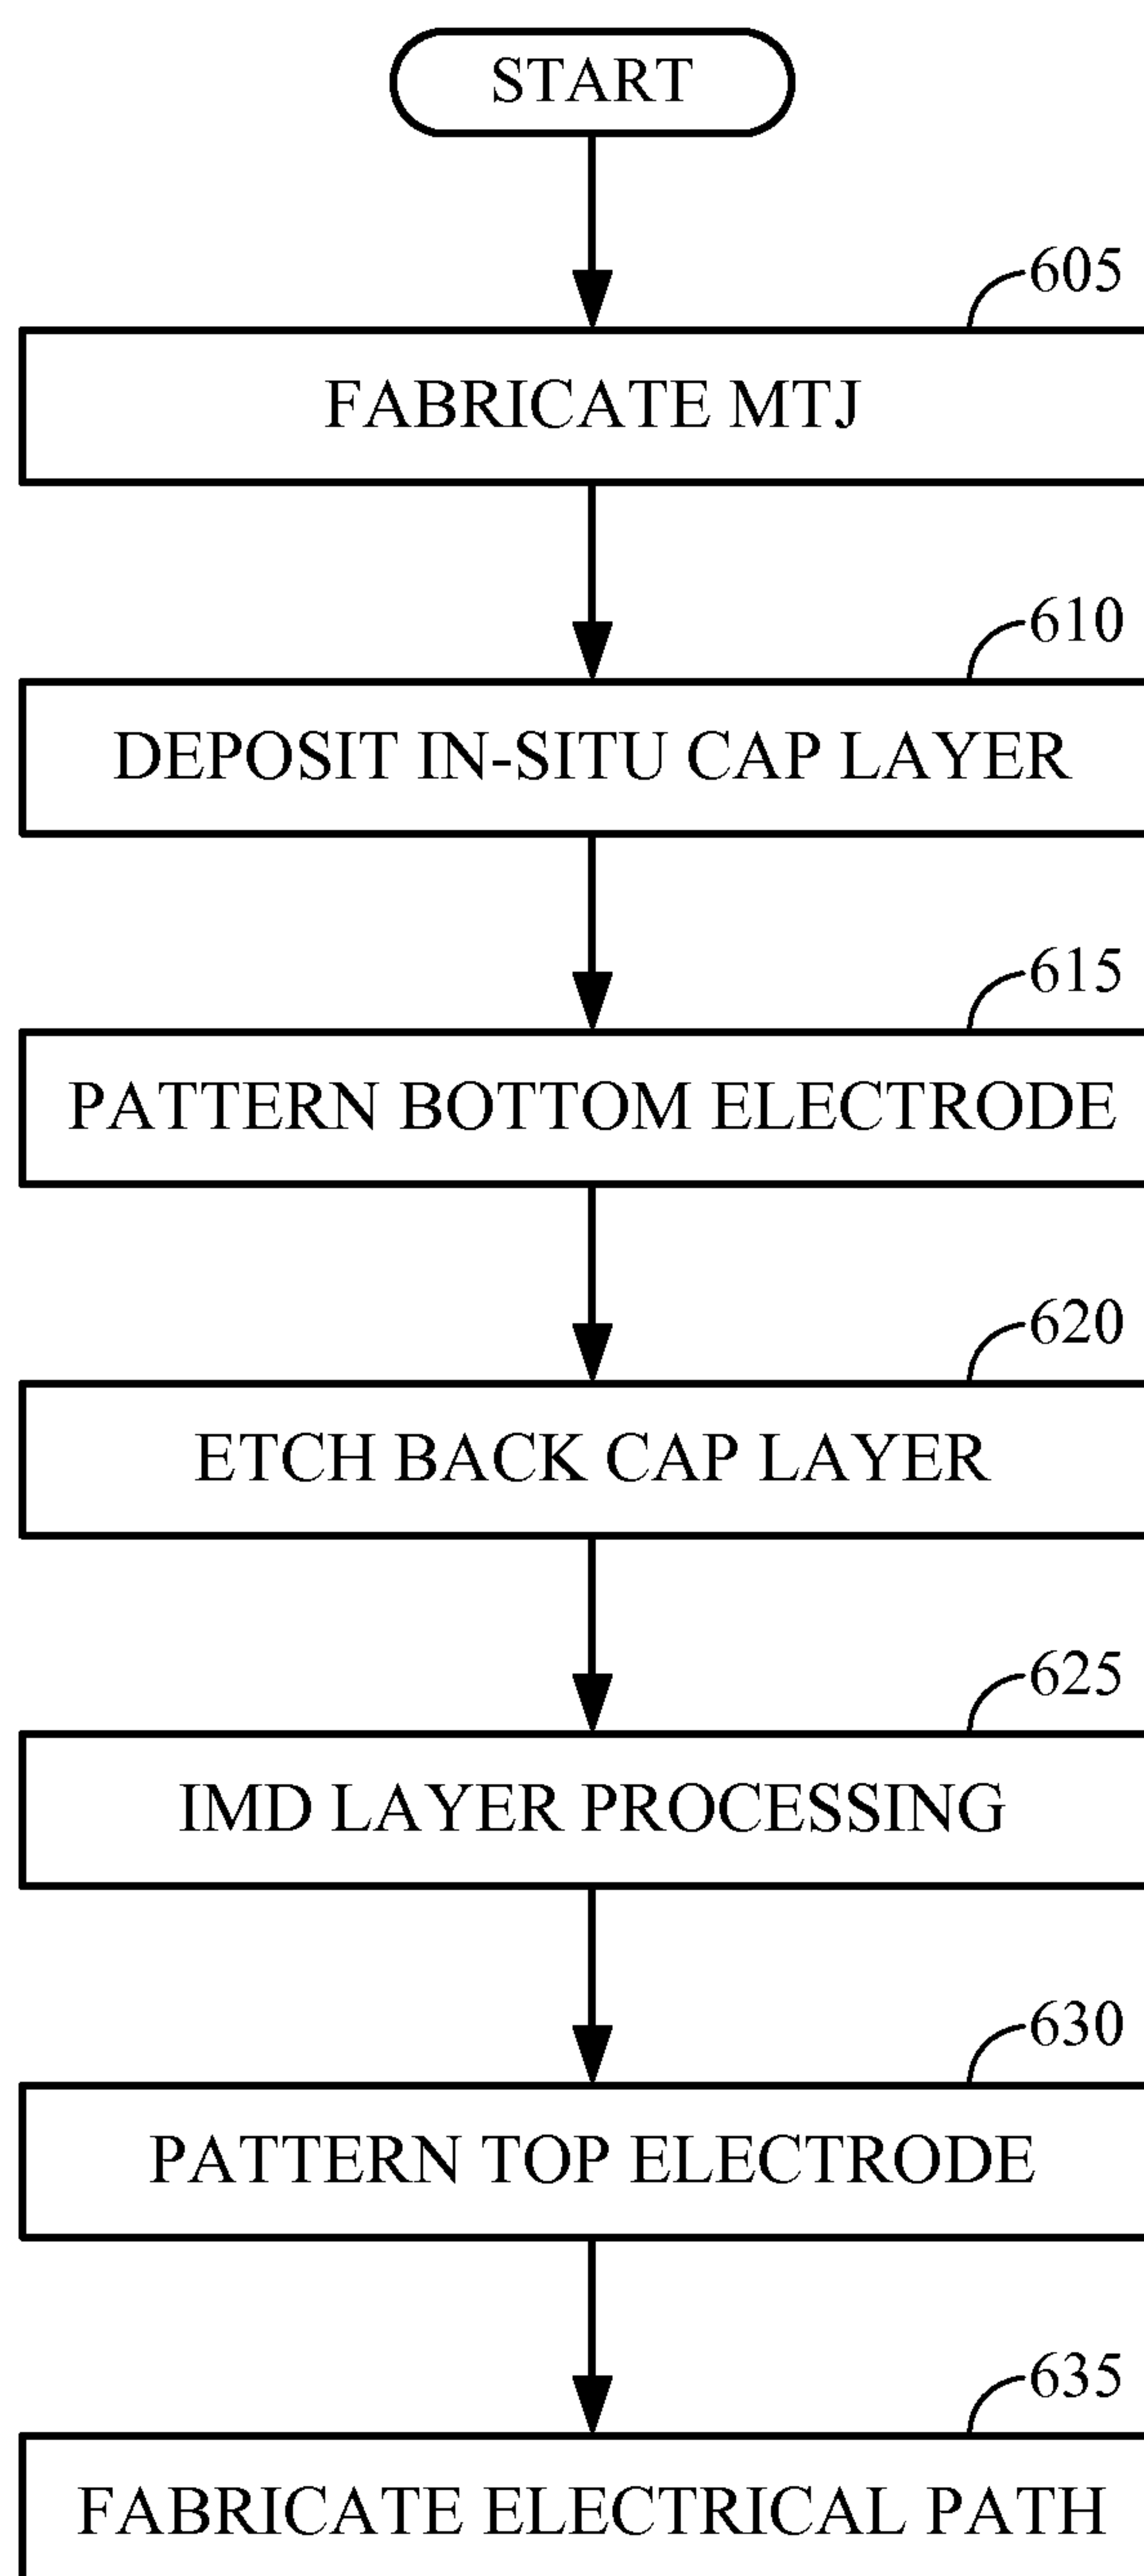 START
605
FABRICATE MTJ
610
DEPOSIT IN-SITU CAP LAYER
615
PATTERN BOTTOM ELECTRODE
620
ETCH BACK CAP LAYER
625
IMD LAYER PROCESSING
630
PATTERN TOP ELECTRODE
635
FABRICATE ELECTRICAL PATH